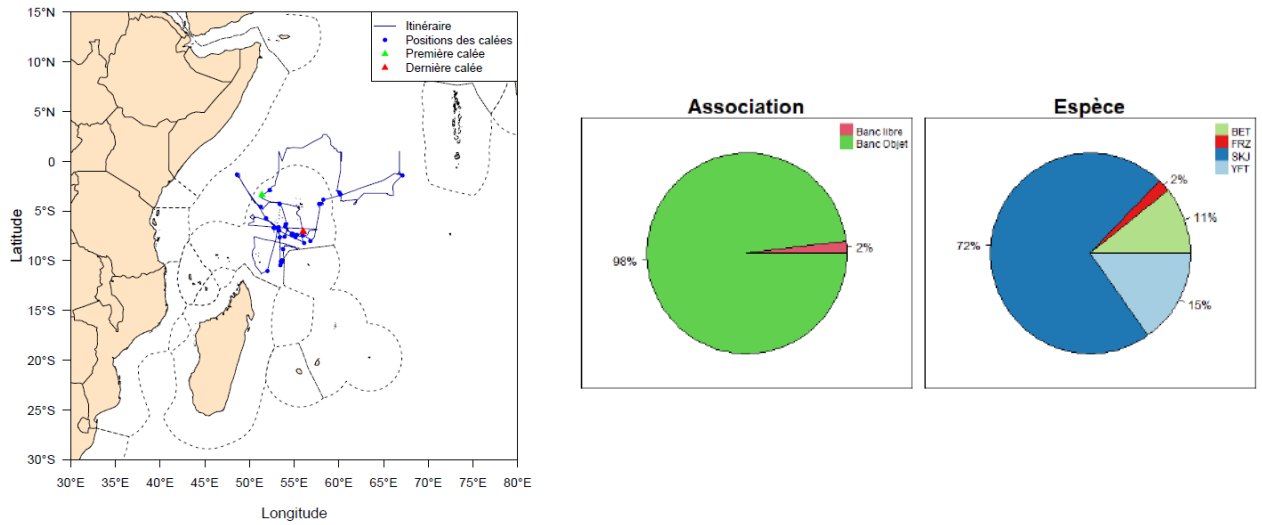 15°N
10°N
5°N
0
5°S
10°S
15°S
20°S
25°S
30°S
Latitude
30°E 35°E 40°E 45°E 50°E 55°E 60°E 65°E 70°E 75°E 80°E
Longitude
Itinéraire
Positions des calées
Première calée
Dernière calée
Association
Banc libre
Banc Objet
98%
2%
Espèce
BET
FRZ
SKJ
YFT
2%
11%
72%
15%